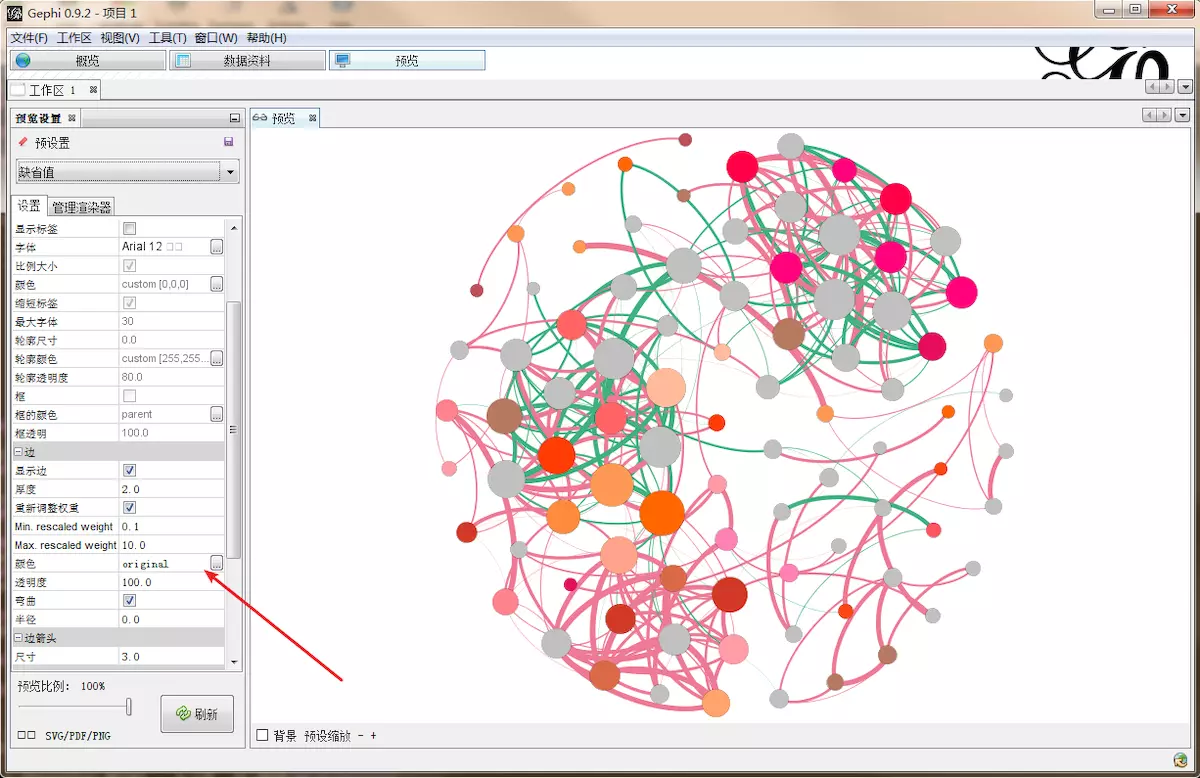 Gephi 0.9.2 - 项目 1
文件(F) 工作区 视图(V) 工具(T) 窗口(W) 帮助(H)
概览 数据资料 预览
工作区 1
预览设置 预览
预设置
缺省值
设置 管理渲染器
显示标签
字体 Arial 12 □ □ ...
比例大小
颜色 custom [0,0,0] ...
缩短标签
最大字体 30
轮廓尺寸 0.0
轮廓颜色 custom [255,255... ...
轮廓透明度 80.0
框
框的颜色 parent ...
框透明 100.0
边
显示边
厚度 2.0
重新调整权重
Min. rescaled weight 0.1
Max. rescaled weight 10.0
颜色 original ...
透明度 100.0
弯曲
半径 0.0
边箭头
尺寸 3.0
预览比例: 100%
刷新
□□ SVG/PDF/PNG
背景 预设缩放 - +